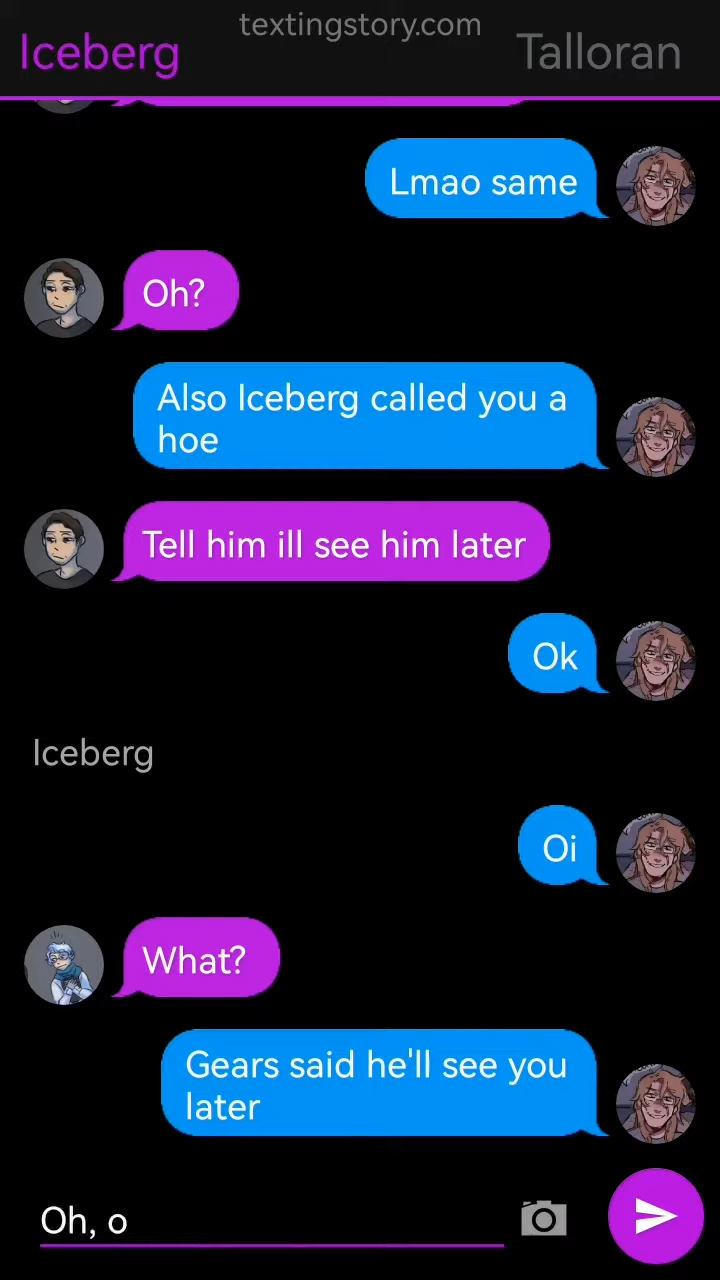 textingstory.com
Iceberg
Talloran
Lmao same
Oh?
Also Iceberg called you a
hoe
Tell him ill see him later
Ok
Iceberg
Oi
What?
Gears said he'll see you
later
Oh, o